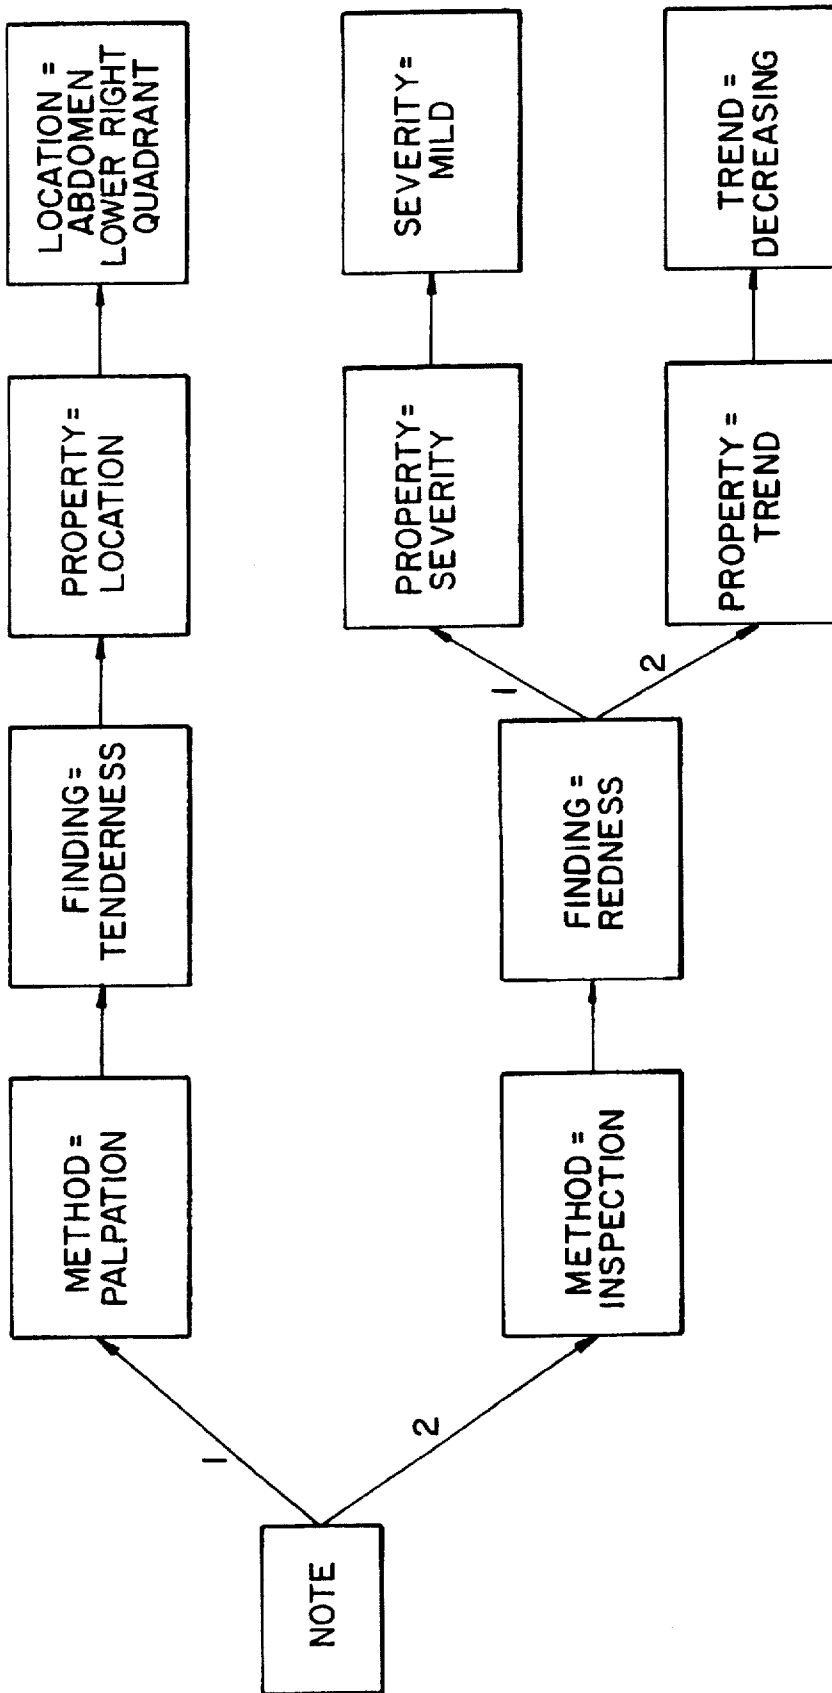 NOTE
1
2
METHOD =
PALPATION
FINDING =
TENDERNESS
PROPERTY=
LOCATION
LOCATION =
ABDOMEN
LOWER RIGHT
QUADRANT
METHOD =
INSPECTION
FINDING =
REDNESS
1
2
PROPERTY=
SEVERITY
SEVERITY=
MILD
PROPERTY =
TREND
TREND =
DECREASING